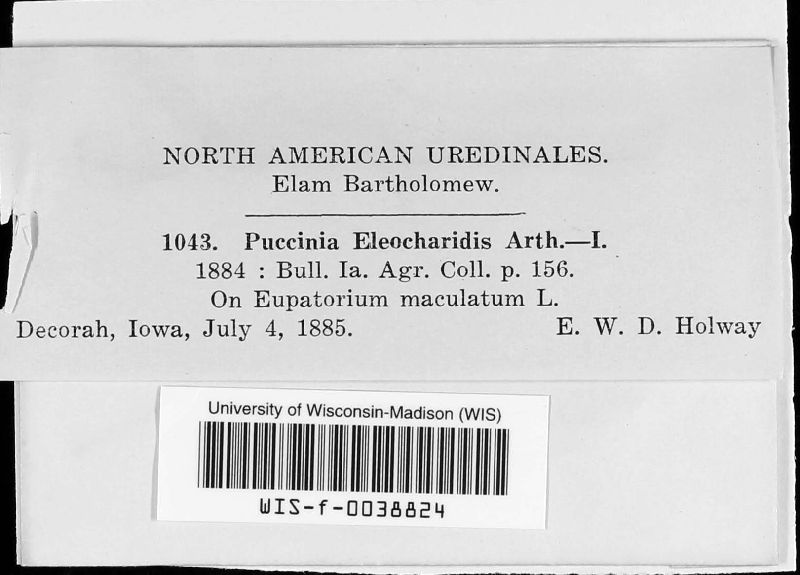 NORTH AMERICAN UREDINALES.
Elam Bartholomew.
1043. Puccinia Eleocharidis Arth.—I.
1884 : Bull. Ia. Agr. Coll. p. 156.
On Eupatorium maculatum L.
Decorah, Iowa, July 4, 1885. E. W. D. Holway
University of Wisconsin-Madison (WIS)
WIS-f-0038824